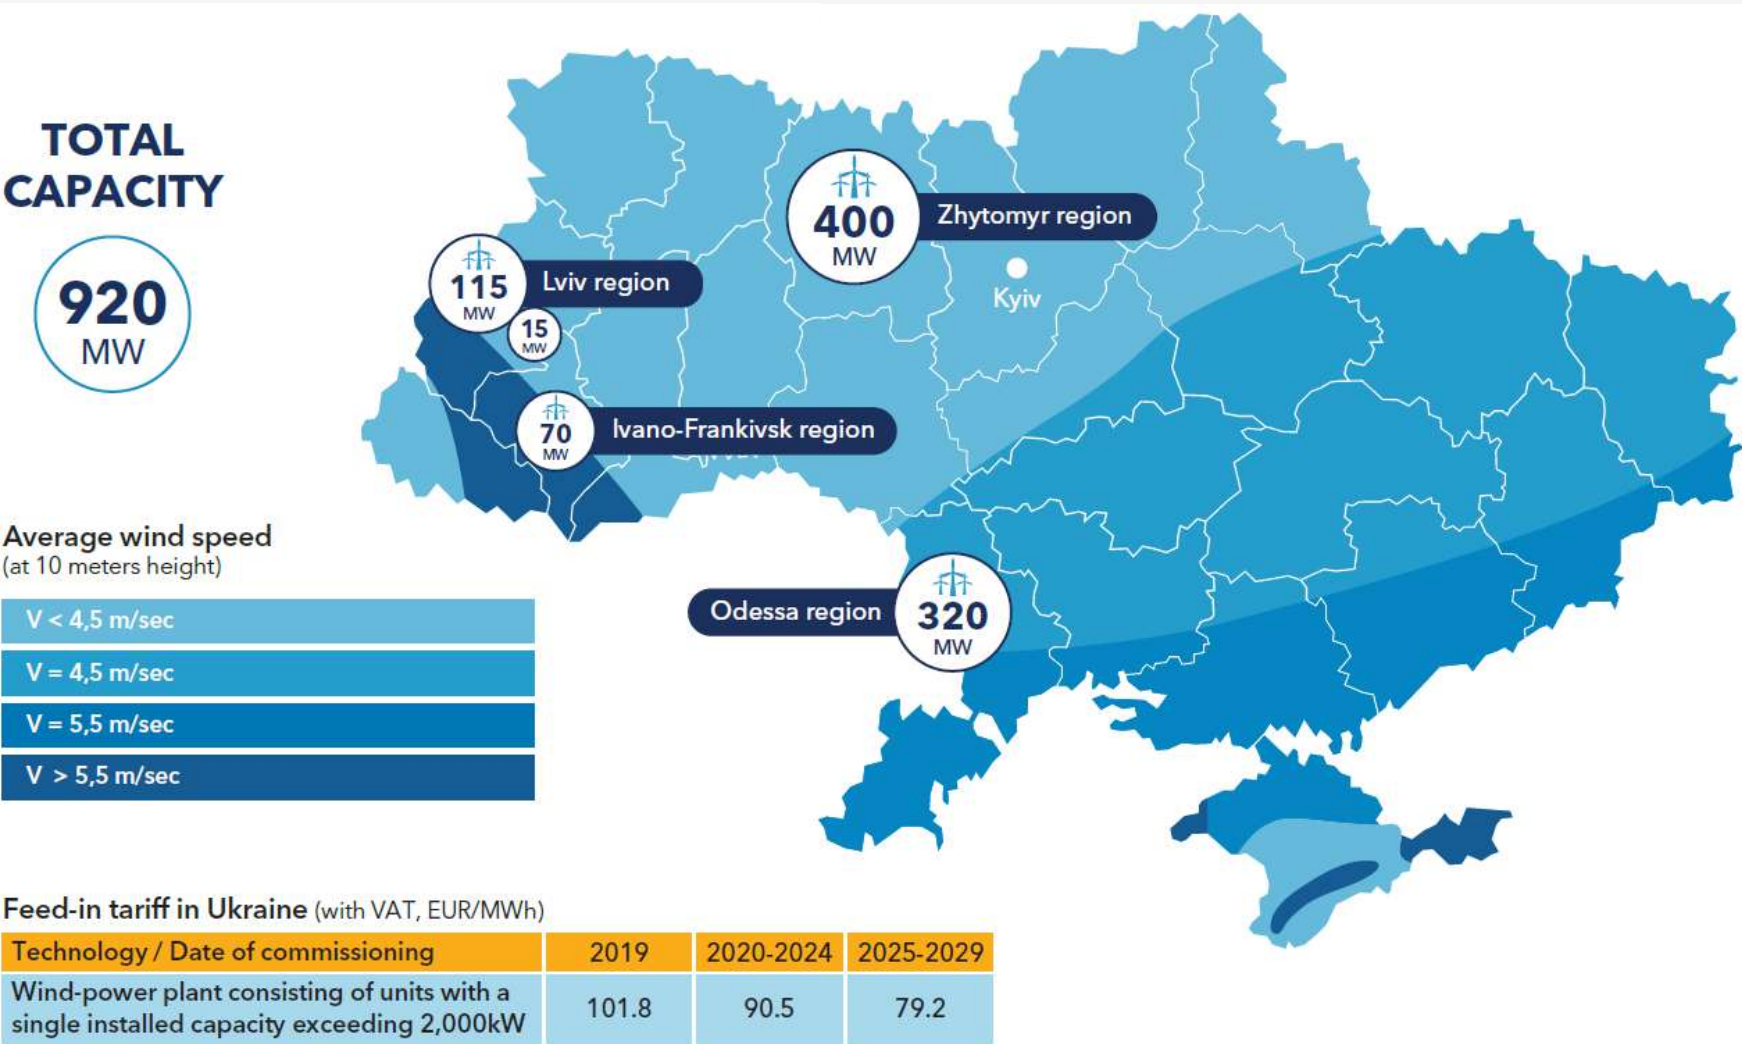 TOTAL
CAPACITY
920
MW
400
MW
Zhytomyr region
Kyiv
115
MW
Lviv region
15
MW
70
MW
Ivano-Frankivsk region
Odessa region
320
MW
Average wind speed
(at 10 meters height)
V < 4,5 m/sec
V = 4,5 m/sec
V = 5,5 m/sec
V > 5,5 m/sec
Feed-in tariff in Ukraine (with VAT, EUR/MWh)
Technology / Date of commissioning 2019 2020-2024 2025-2029
Wind-power plant consisting of units with a
single installed capacity exceeding 2,000kW 101.8 90.5 79.2